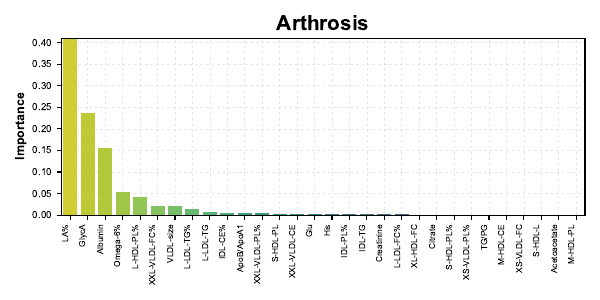 Arthrosis
Importance
0.40
0.35
0.30
0.25
0.20
0.15
0.10
0.05
0.00
LA%
GlycA
Albumin
Omega-6%
L-HDL-PL%
XXL-VLDL-FC%
VLDL-size
L-LDL-TG%
L-LDL-TG
IDL-CE%
ApoB/ApoA1
XXL-VLDL-PL%
S-HDL-PL
XXL-VLDL-CE
Glu
His
IDL-PL%
IDL-TG
Creatinine
L-LDL-FC%
XL-HDL-FC
Citrate
S-HDL-PL%
XS-VLDL-PL%
TG/PG
M-HDL-CE
XS-VLDL-FC
S-HDL-L
Acetoacetate
M-HDL-PL